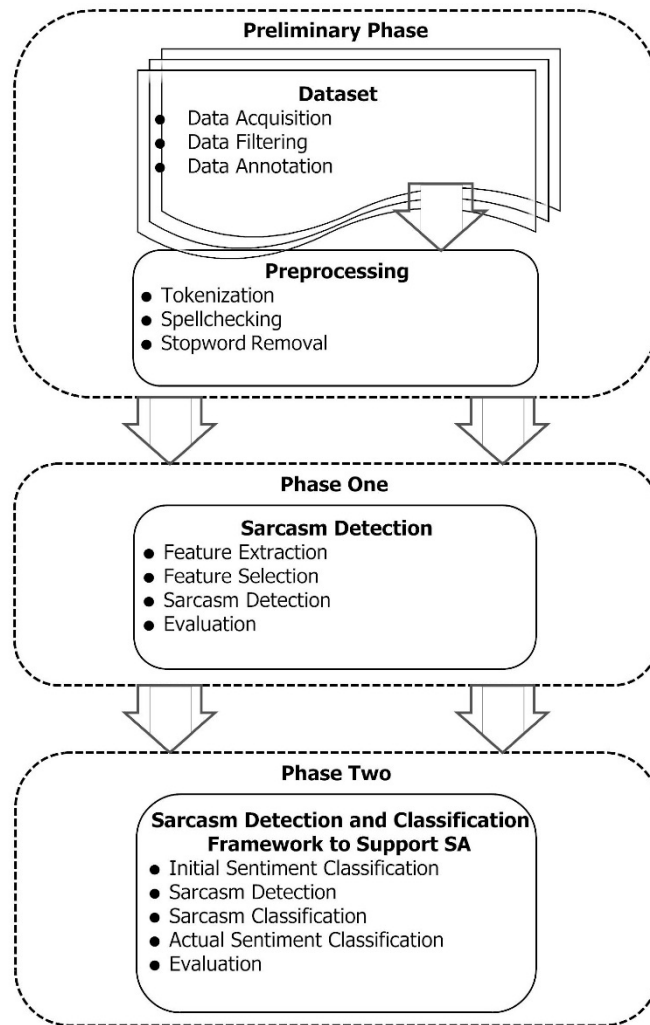 Preliminary Phase
Dataset
● Data Acquisition
● Data Filtering
● Data Annotation
Preprocessing
● Tokenization
● Spellchecking
● Stopword Removal
Phase One
Sarcasm Detection
● Feature Extraction
● Feature Selection
● Sarcasm Detection
● Evaluation
Phase Two
Sarcasm Detection and Classification
Framework to Support SA
● Initial Sentiment Classification
● Sarcasm Detection
● Sarcasm Classification
● Actual Sentiment Classification
● Evaluation